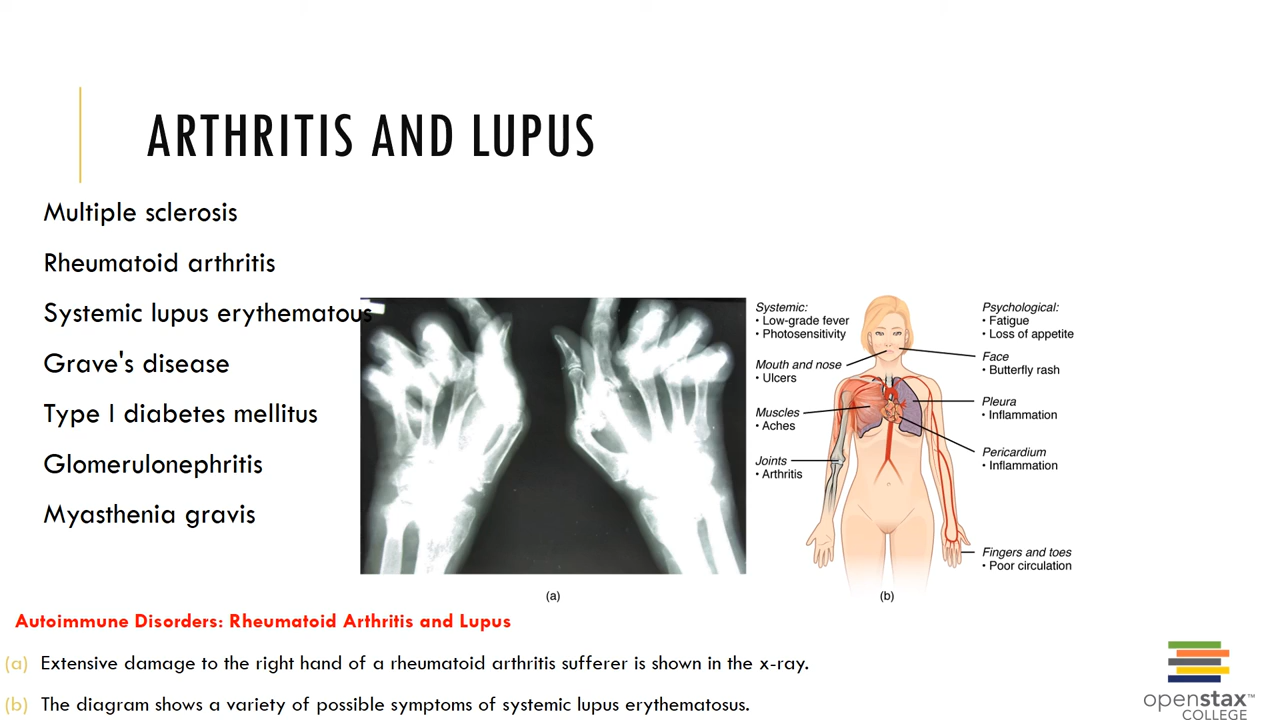 ARTHRITIS AND LUPUS
Multiple sclerosis
Rheumatoid arthritis
Systemic lupus erythematous
Grave's disease
Type I diabetes mellitus
Glomerulonephritis
Myasthenia gravis
(a)
Systemic:
• Low-grade fever
• Photosensitivity
Mouth and nose
• Ulcers
Muscles
• Aches
Joints
• Arthritis
Psychological:
• Fatigue
• Loss of appetite
Face
• Butterfly rash
Pleura
• Inflammation
Pericardium
• Inflammation
Fingers and toes
• Poor circulation
(b)
Autoimmune Disorders: Rheumatoid Arthritis and Lupus
(a) Extensive damage to the right hand of a rheumatoid arthritis sufferer is shown in the x-ray.
(b) The diagram shows a variety of possible symptoms of systemic lupus erythematosus.
openstax™
COLLEGE